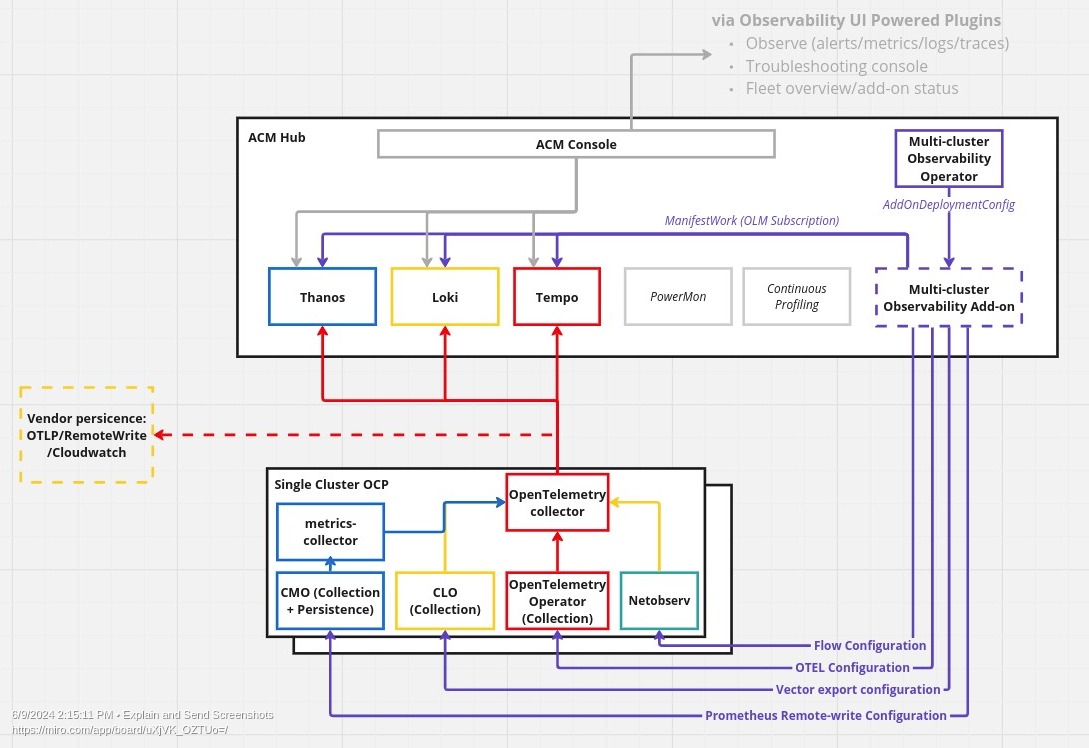 via Observability UI Powered Plugins
• Observe (alerts/metrics/logs/traces)
• Troubleshooting console
• Fleet overview/add-on status
ACM Hub
ACM Console
Multi-cluster
Observability
Operator
AddOnDeploymentConfig
ManifestWork (OLM Subscription)
Thanos
Loki
Tempo
PowerMon
Continuous
Profiling
Multi-cluster
Observability Add-on
Vendor persicence:
OTLP/RemoteWrite
/Cloudwatch
Single Cluster OCP
OpenTelemetry
collector
metrics-
collector
CMO (Collection
+ Persistence)
CLO
(Collection)
OpenTelemetry
Operator
(Collection)
Netobserv
Flow Configuration
OTEL Configuration
Vector export configuration
Prometheus Remote-write Configuration
6/9/2024 2:15:11 PM • Explain and Send Screenshots
https://miro.com/app/board/uXjVK_OZTUo=/